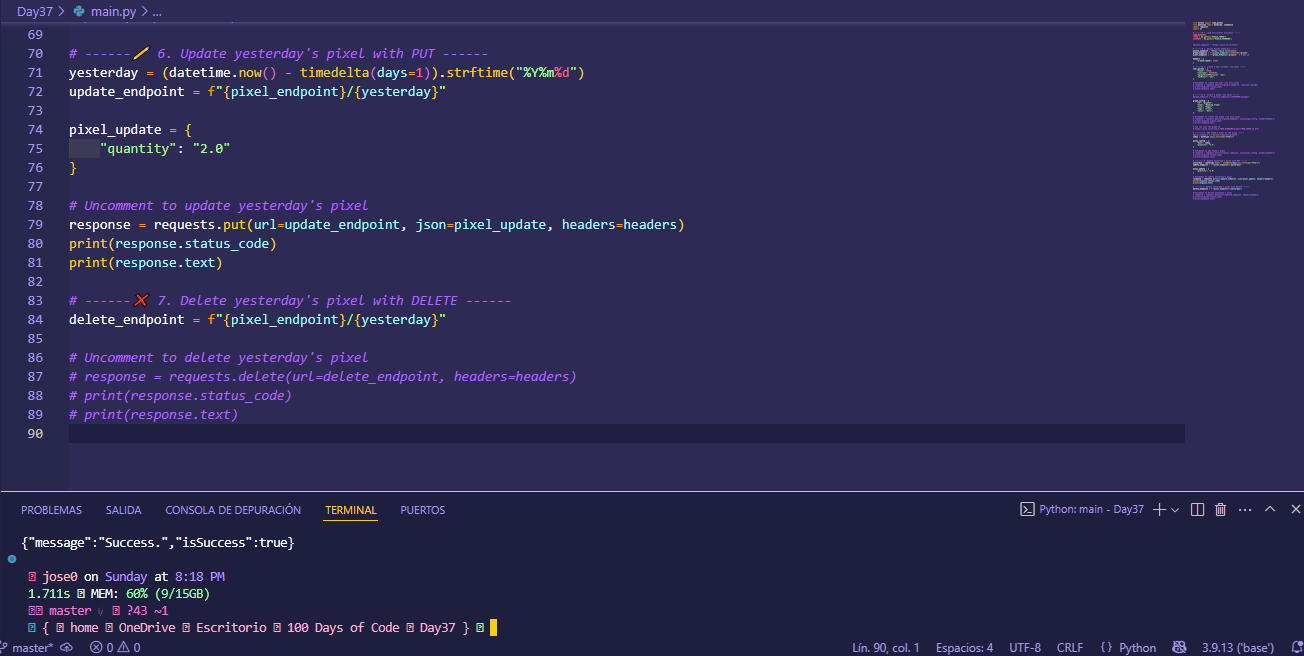 Day37 > main.py > ...
69
70 # ------ 6. Update yesterday's pixel with PUT ------
71 yesterday = (datetime.now() - timedelta(days=1)).strftime("%Y%m%d")
72 update_endpoint = f"{pixel_endpoint}/{yesterday}"
73
74 pixel_update = {
75     "quantity": "2.0"
76 }
77
78 # Uncomment to update yesterday's pixel
79 response = requests.put(url=update_endpoint, json=pixel_update, headers=headers)
80 print(response.status_code)
81 print(response.text)
82
83 # ------❌ 7. Delete yesterday's pixel with DELETE ------
84 delete_endpoint = f"{pixel_endpoint}/{yesterday}"
85
86 # Uncomment to delete yesterday's pixel
87 # response = requests.delete(url=delete_endpoint, headers=headers)
88 # print(response.status_code)
89 # print(response.text)
90
PROBLEMAS SALIDA CONSOLA DE DEPURACIÓN TERMINAL PUERTOS Python: main - Day37
{"message":"Success.","isSuccess":true}
jose0 on Sunday at 8:18 PM
1.711s MEM: 60% (9/15GB)
master ?43 ~1
{ home OneDrive Escritorio 100 Days of Code Day37 }
master* 0 0 Lín. 90, col. 1 Espacios: 4 UTF-8 CRLF {} Python 3.9.13 ('base')